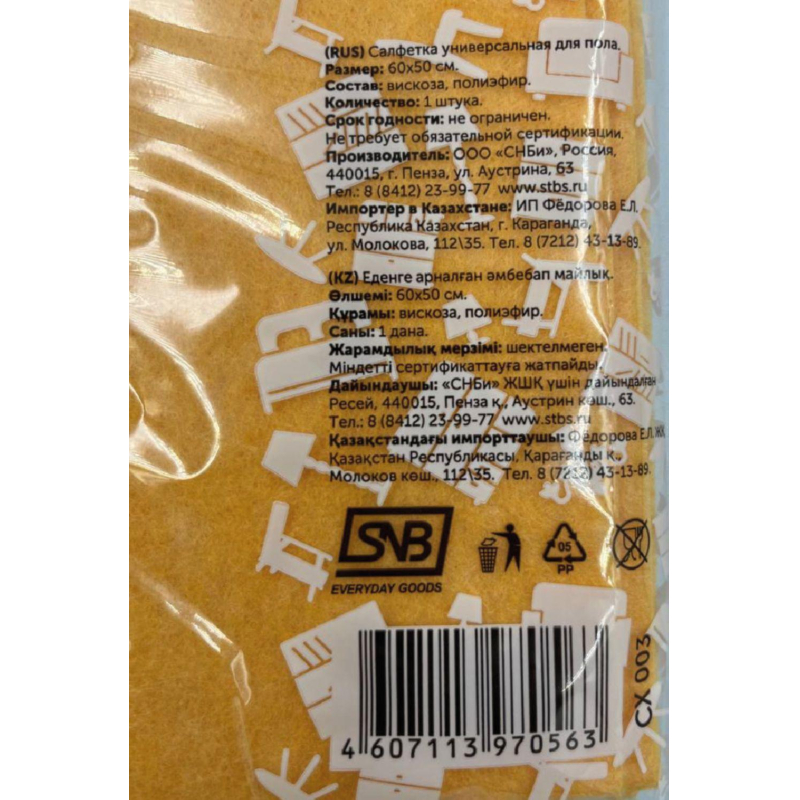 (RUS) Салфетка универсальная для пола.
Размер: 60х50 см.
Состав: вискоза, полиэфир.
Количество: 1 штука.
Срок годности: не ограничен.
Не требует обязательной сертификации.
Производитель: ООО «СНБи», Россия,
440015, г. Пенза, ул. Аустрина, 63
Тел.: 8 (8412) 23-99-77 www.stbs.ru
Импортер в Казахстане: ИП Фёдорова Е.Л.
Республика Казахстан, г. Караганда,
ул. Молокова, 112\35. Тел. 8 (7212) 43-13-89.
(KZ) Еденге арналған әмбебап майлық.
Өлшемі: 60х50 см.
Құрамы: вискоза, полиэфир.
Саны: 1 дана.
Жарамдылық мерзімі: шектелмеген.
Міндетті сертификаттауға жатпайды.
Дайындаушы: «СНБи» ЖШҚ үшін дайындалған
Ресей, 440015, Пенза қ., Аустрин көш., 63.
Тел.: 8 (8412) 23-99-77 www.stbs.ru
Қазақстандағы импорттаушы: Фёдорова Е.Л. ЖК
Қазақстан Республикасы, Қарағанды қ.,
Молоков көш., 112\35. Тел. 8 (7212) 43-13-89.
SNB
EVERYDAY GOODS
05
PP
СХ 003
4 607113 970563